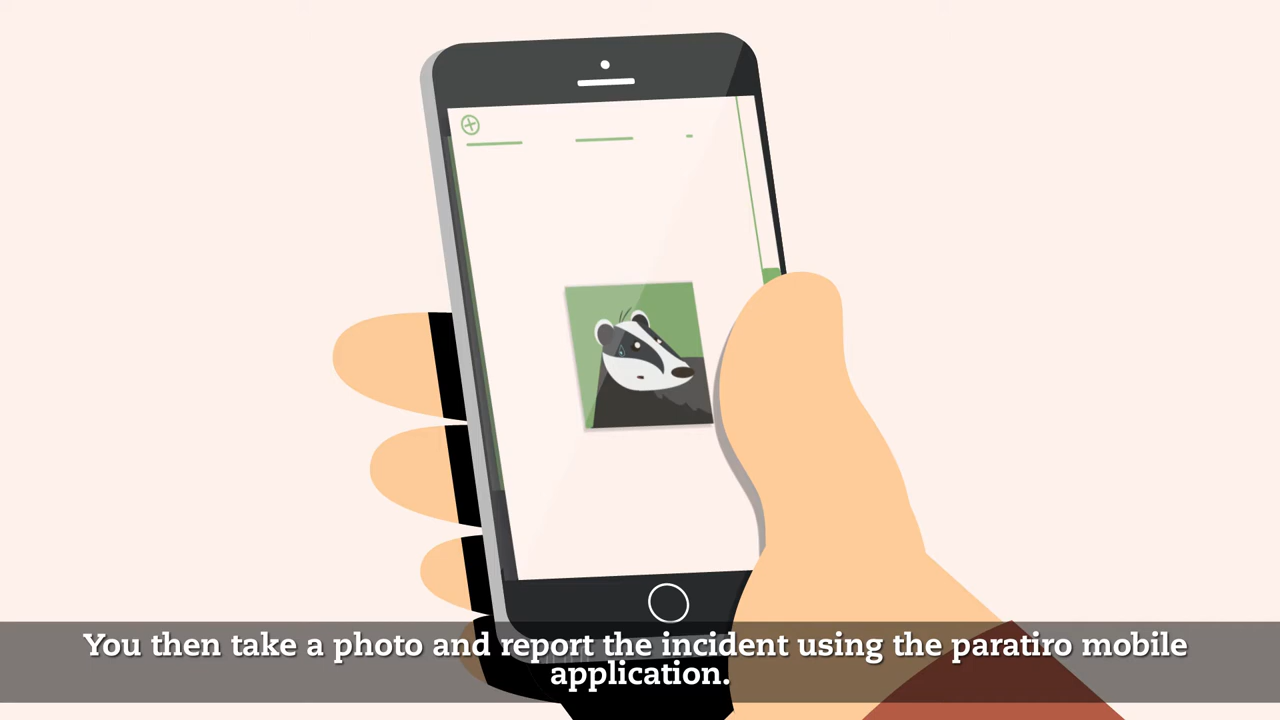 You then take a photo and report the incident using the paratiro mobile
application.